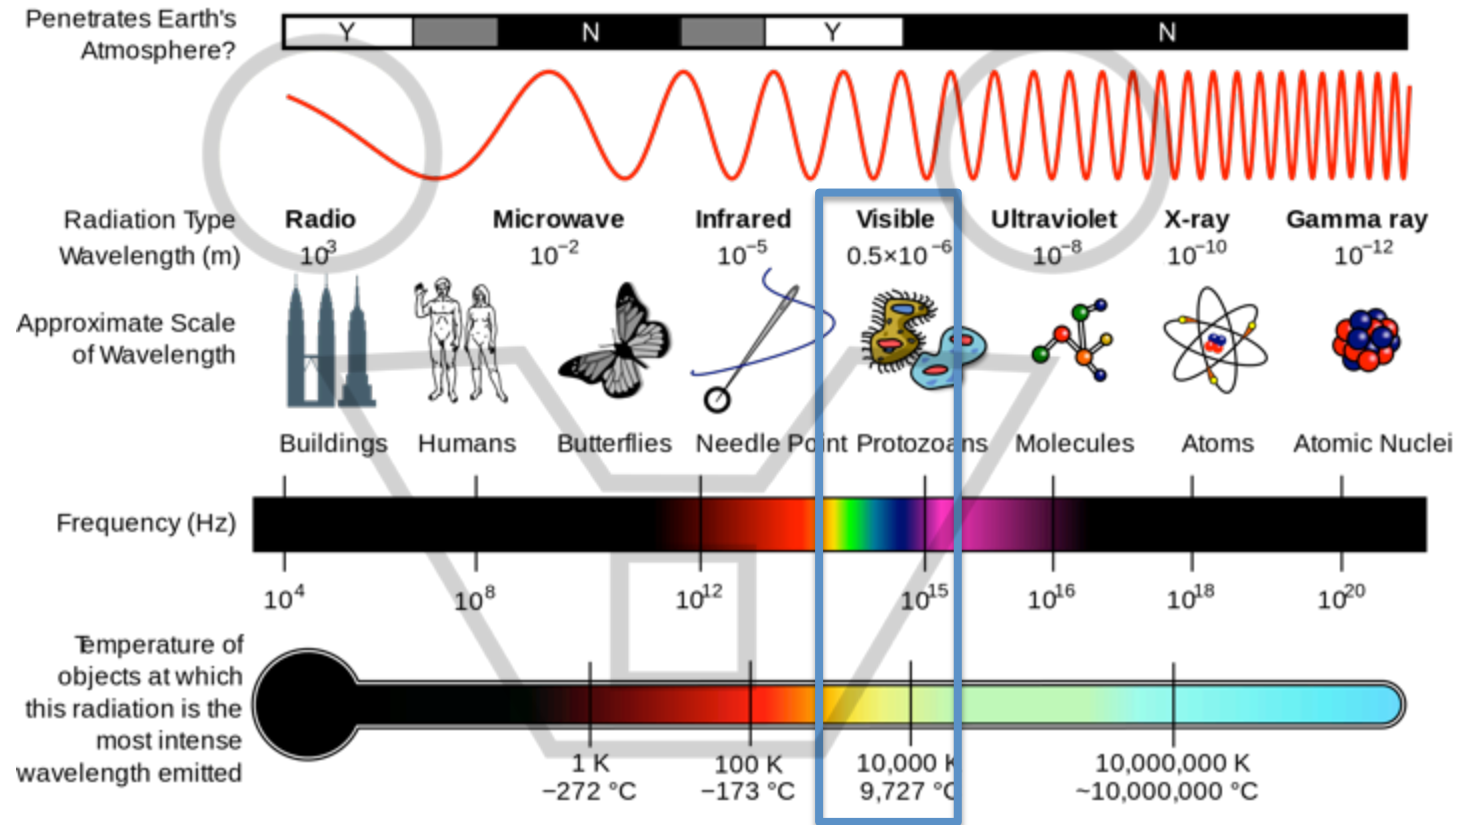 Penetrates Earth's
Atmosphere?
Y N Y N
Radiation Type Radio Microwave Infrared Visible Ultraviolet X-ray Gamma ray
Wavelength (m) 10³ 10⁻² 10⁻⁵ 0.5×10⁻⁶ 10⁻⁸ 10⁻¹⁰ 10⁻¹²
Approximate Scale
of Wavelength
Buildings Humans Butterflies Needle Point Protozoans Molecules Atoms Atomic Nuclei
Frequency (Hz)
10⁴ 10⁸ 10¹² 10¹⁵ 10¹⁶ 10¹⁸ 10²⁰
Temperature of
objects at which
this radiation is the
most intense
wavelength emitted
1 K 100 K 10,000 K 10,000,000 K
−272 °C −173 °C 9,727 °C ~10,000,000 °C